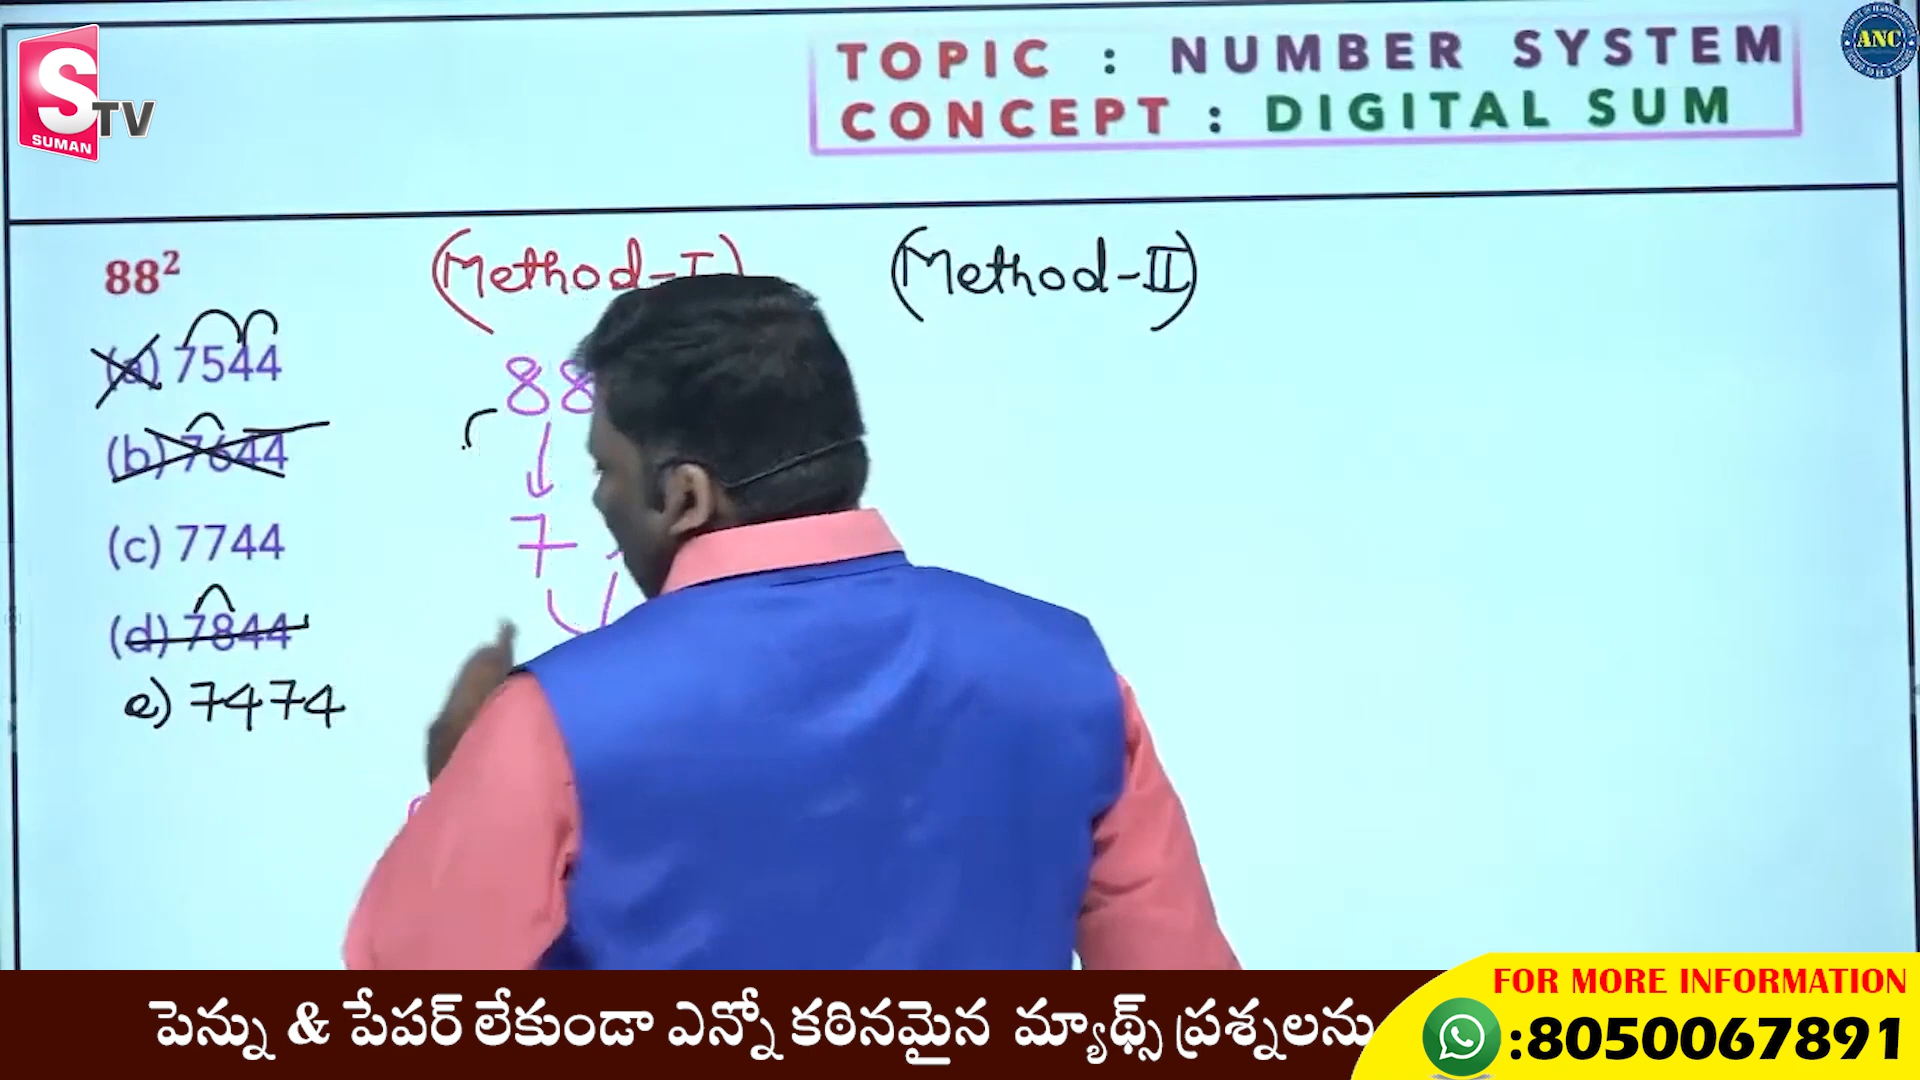 S TV
SUMAN
TOPIC : NUMBER SYSTEM
CONCEPT : DIGITAL SUM
ANC
88²
(Method-I)
(Method-II)
(a) 7544
(b) 7644
(c) 7744
(d) 7844
e) 7474
88
7
పెన్ను & పేపర్ లేకుండా ఎన్నో కఠినమైన మ్యాథ్స్ ప్రశ్నలను
FOR MORE INFORMATION
:8050067891